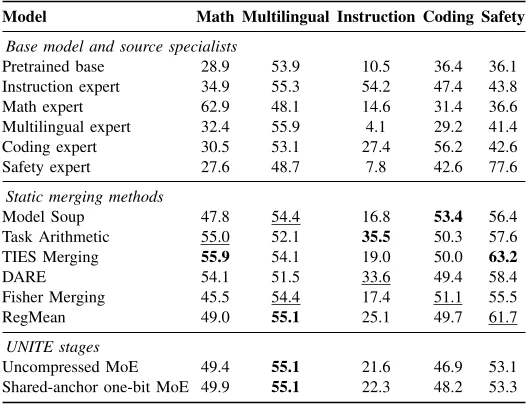 Model Math Multilingual Instruction Coding Safety
Base model and source specialists
Pretrained base 28.9 53.9 10.5 36.4 36.1
Instruction expert 34.9 55.3 54.2 47.4 43.8
Math expert 62.9 48.1 14.6 31.4 36.6
Multilingual expert 32.4 55.9 4.1 29.2 41.4
Coding expert 30.5 53.1 27.4 56.2 42.6
Safety expert 27.6 48.7 7.8 42.6 77.6
Static merging methods
Model Soup 47.8 54.4 16.8 53.4 56.4
Task Arithmetic 55.0 52.1 35.5 50.3 57.6
TIES Merging 55.9 54.1 19.0 50.0 63.2
DARE 54.1 51.5 33.6 49.4 58.4
Fisher Merging 45.5 54.4 17.4 51.1 55.5
RegMean 49.0 55.1 25.1 49.7 61.7
UNITE stages
Uncompressed MoE 49.4 55.1 21.6 46.9 53.1
Shared-anchor one-bit MoE 49.9 55.1 22.3 48.2 53.3